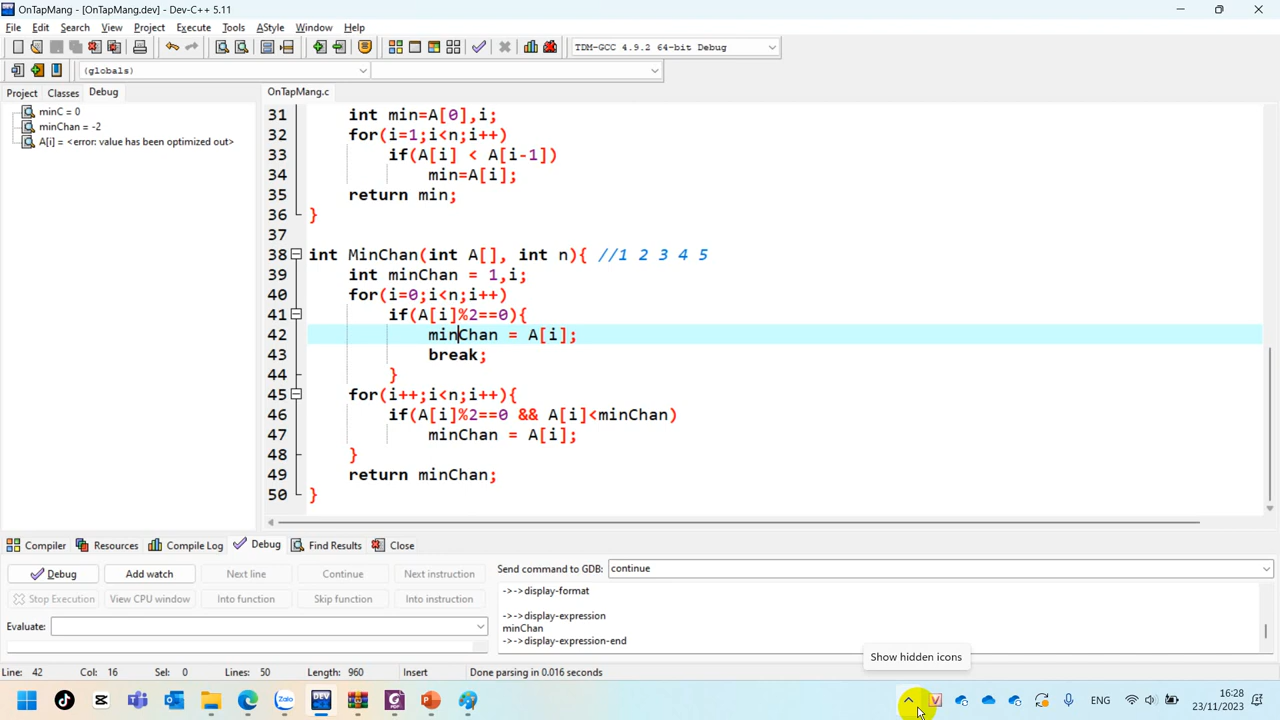 OnTapMang - [OnTapMang.dev] - Dev-C++ 5.11
File Edit Search View Project Execute Tools AStyle Window Help
TDM-GCC 4.9.2 64-bit Debug
(globals)
Project Classes Debug
OnTapMang.c
minC = 0
minChan = -2
A[i] = <error: value has been optimized out>
31 int min=A[0],i;
32 for(i=1;i<n;i++)
33 if(A[i] < A[i-1])
34 min=A[i];
35 return min;
36 }
37
38 int MinChan(int A[], int n){ //1 2 3 4 5
39 int minChan = 1,i;
40 for(i=0;i<n;i++)
41 if(A[i]%2==0){
42 minChan = A[i];
43 break;
44 }
45 for(i++;i<n;i++){
46 if(A[i]%2==0 && A[i]<minChan)
47 minChan = A[i];
48 }
49 return minChan;
50 }
Compiler Resources Compile Log Debug Find Results Close
Debug Add watch Next line Continue Next instruction
Stop Execution View CPU window Into function Skip function Into instruction
Evaluate:
Send command to GDB: continue
->->display-format
->->display-expression
minChan
->->display-expression-end
Show hidden icons
Line: 42 Col: 16 Sel: 0 Lines: 50 Length: 960 Insert Done parsing in 0.016 seconds
Zalo DEV
ENG
16:28
23/11/2023